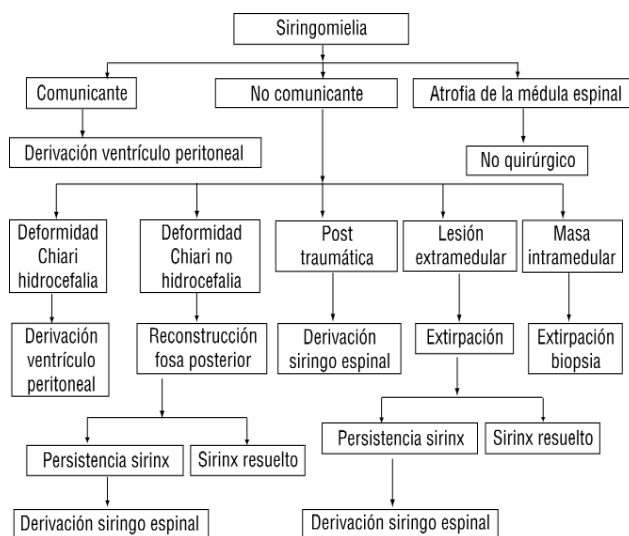 Siringomielia
Comunicante
No comunicante
Atrofia de la médula espinal
Derivación ventrículo peritoneal
No quirúrgico
Deformidad
Chiari
hidrocefalia
Deformidad
Chiari no
hidrocefalia
Post
traumática
Lesión
extramedular
Masa
intramedular
Derivación
ventrículo
peritoneal
Reconstrucción
fosa posterior
Derivación
siringo espinal
Extirpación
Extirpación
biopsia
Persistencia sirinx
Sirinx resuelto
Persistencia sirinx
Sirinx resuelto
Derivación siringo espinal
Derivación siringo espinal